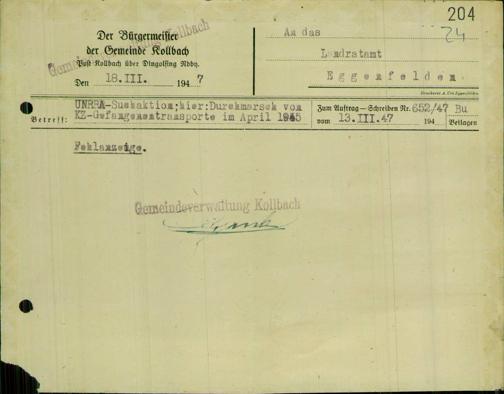 204
24
Der Bürgermeister
der Gemeinde Kollbach
Post Kollbach über Dingolfing Ndby.
Den 18.III. 1947
An das
Landratsamt
Eggenfelden.
Betreff: UNRRA-Suchaktion;hier:Durchmarsch von
KZ-Gefangenentransporte im April 1945
Zum Auftrag – Schreiben Nr. 652/47 Bu
vom 13.III.47 194
Beilagen
Fehlanzeige.
Gemeindeverwaltung Kollbach